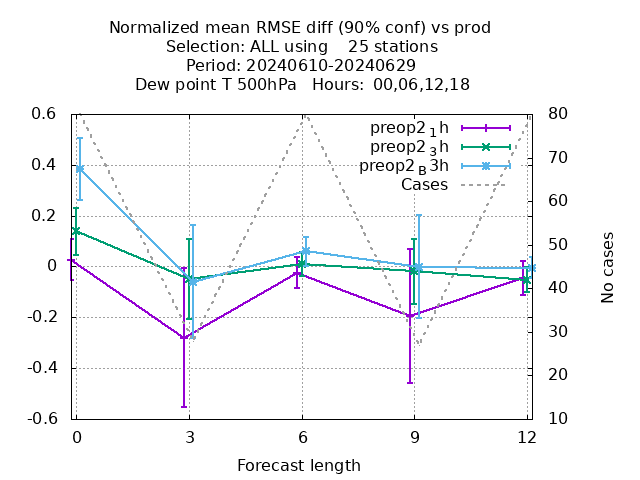 Normalized mean RMSE diff (90% conf) vs prod
Selection: ALL using    25 stations
Period: 20240610-20240629
Dew point T 500hPa   Hours: 00,06,12,18
preop2 1h
preop2 3h
preop2 B3h
Cases
0.6
0.4
0.2
0
-0.2
-0.4
-0.6
80
70
60
50
40
30
20
10
No cases
0 3 6 9 12
Forecast length